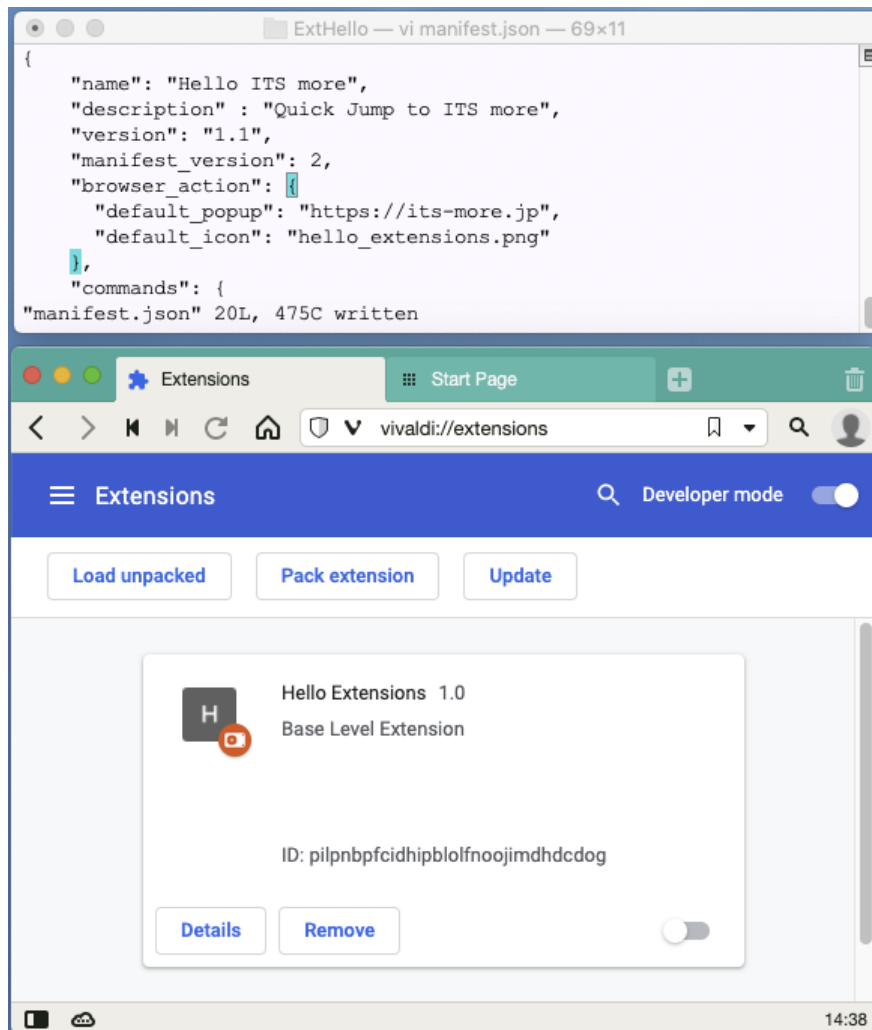 ExtHello — vi manifest.json — 69×11
{
    "name": "Hello ITS more",
    "description" : "Quick Jump to ITS more",
    "version": "1.1",
    "manifest_version": 2,
    "browser_action": {
      "default_popup": "https://its-more.jp",
      "default_icon": "hello_extensions.png"
    },
    "commands": {
"manifest.json" 20L, 475C written
Extensions Start Page
vivaldi://extensions
Extensions Developer mode
Load unpacked Pack extension Update
H
Hello Extensions 1.0
Base Level Extension
ID: pilpnbpfcidhipblolfnoojimdhdcdog
Details Remove
14:38